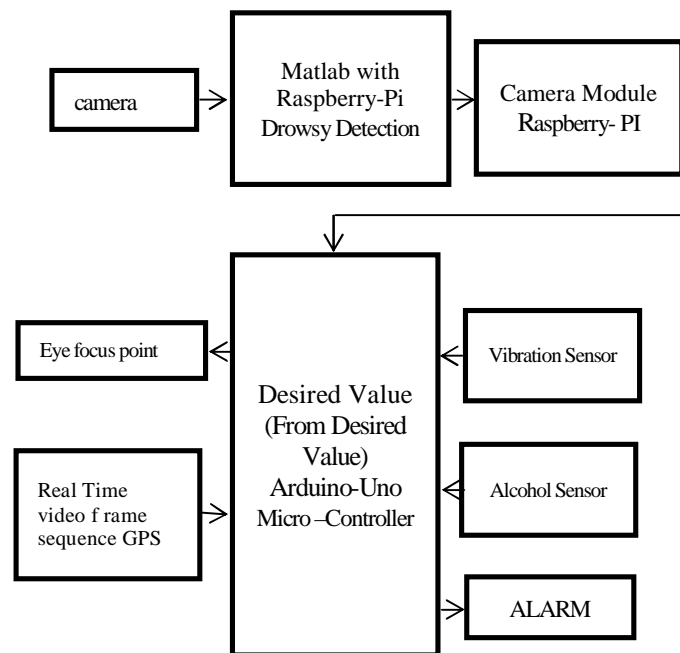 camera
Matlab with
Raspberry-Pi
Drowsy Detection
Camera Module
Raspberry- PI
Eye focus point
Real Time
video f rame
sequence GPS
Desired Value
(From Desired
Value)
Arduino-Uno
Micro –Controller
Vibration Sensor
Alcohol Sensor
ALARM